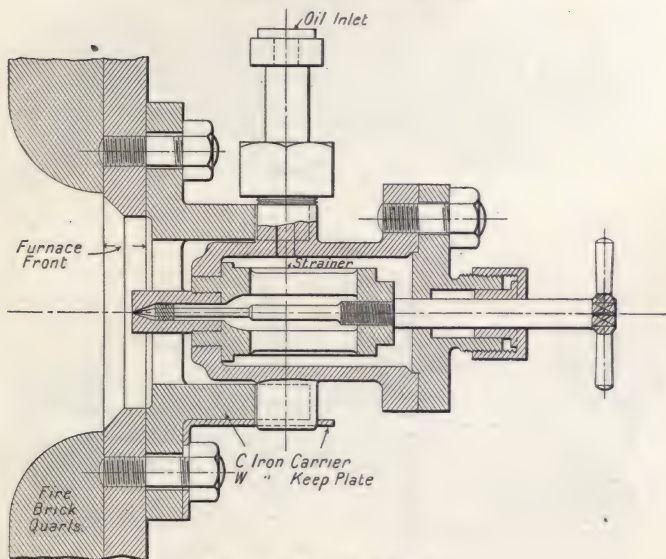 Oil Inlet
Furnace
Front
Strainer
C Iron Carrier
W " Keep Plate
Fire
Brick
Quarls